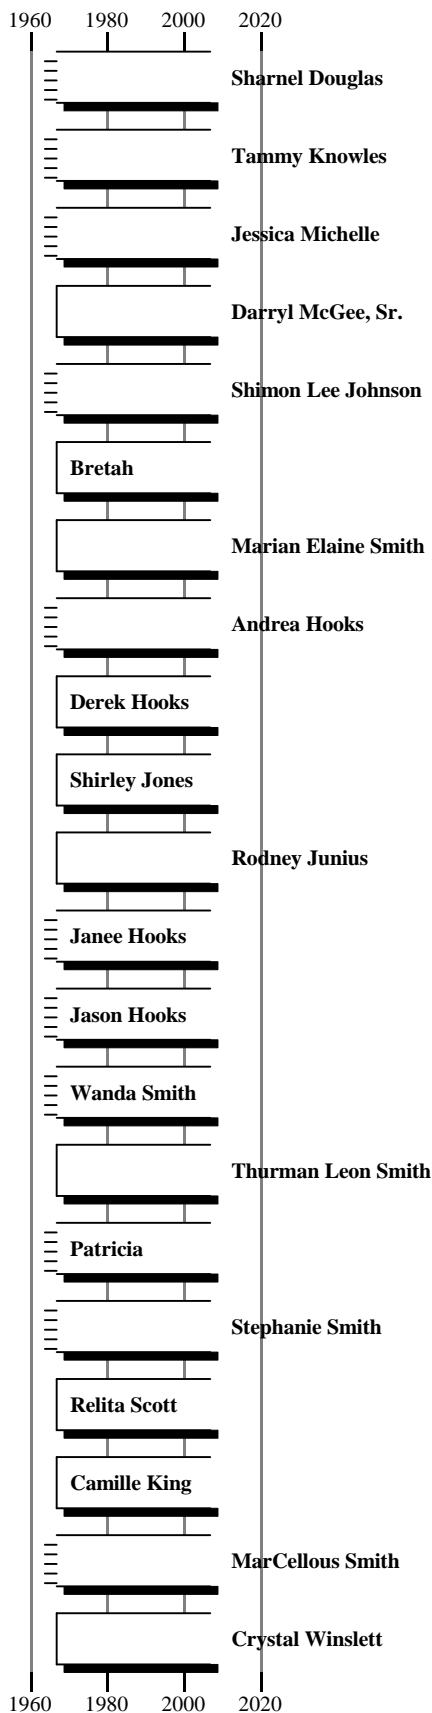 1960 1980 2000 2020
Sharnel Douglas
Tammy Knowles
Jessica Michelle
Darryl McGee, Sr.
Shimon Lee Johnson
Bretah
Marian Elaine Smith
Andrea Hooks
Derek Hooks
Shirley Jones
Rodney Junius
Janee Hooks
Jason Hooks
Wanda Smith
Thurman Leon Smith
Patricia
Stephanie Smith
Relita Scott
Camille King
MarCellous Smith
Crystal Winslett
1960 1980 2000 2020